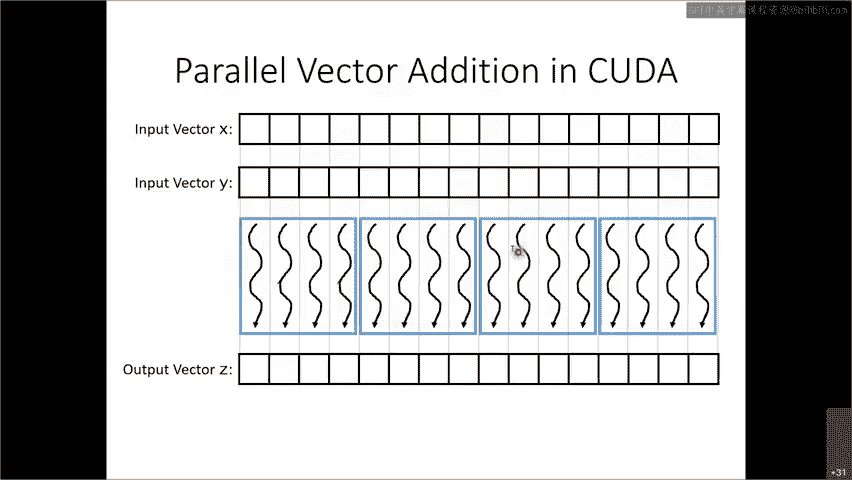 Parallel Vector Addition in CUDA
Input Vector x:
Input Vector y:
Output Vector z:
+31